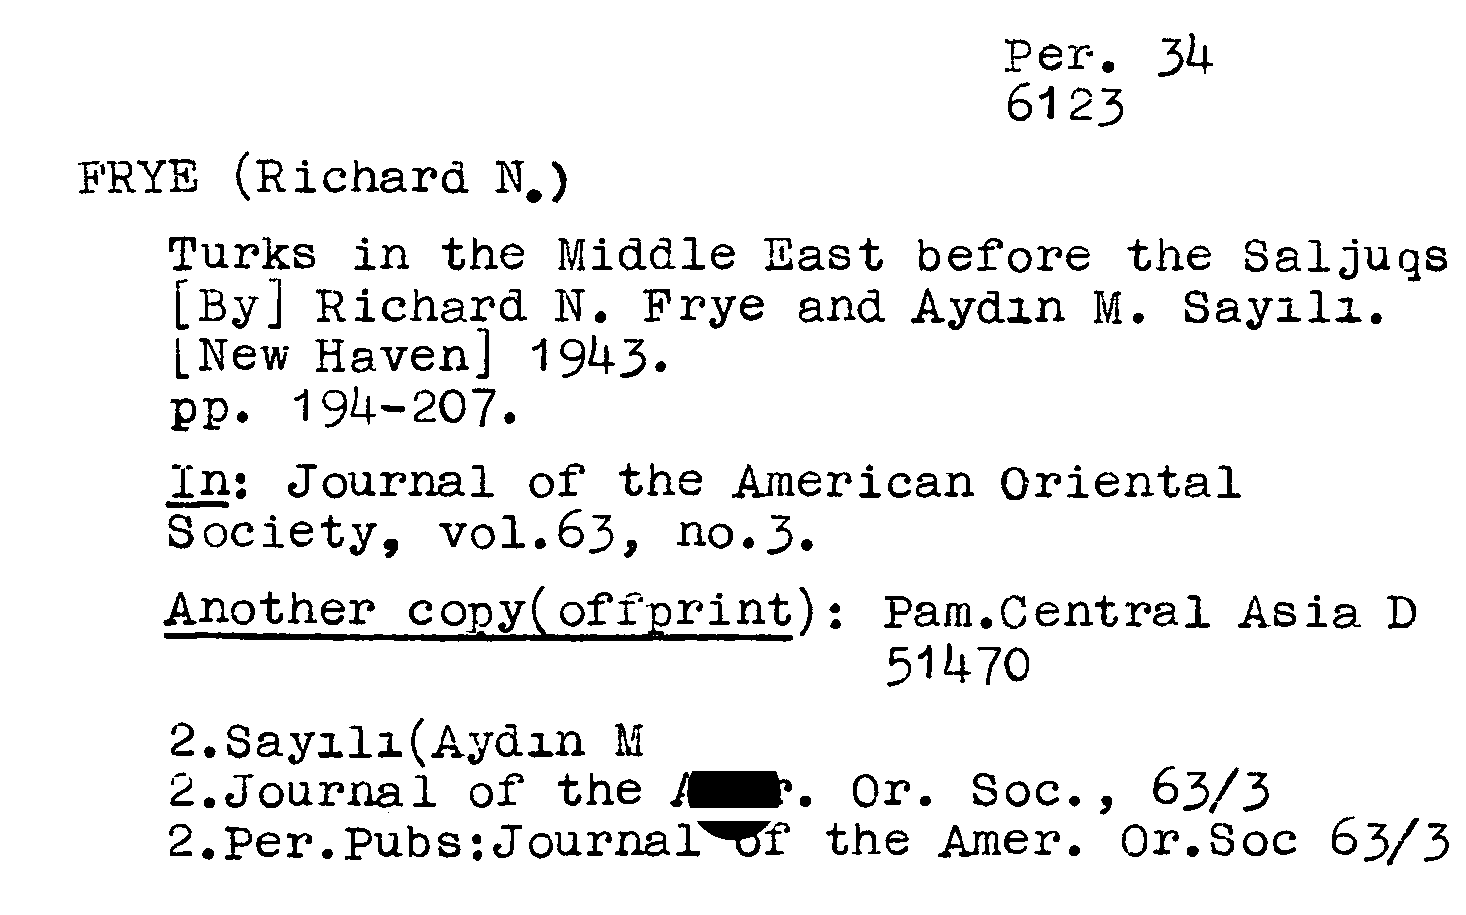 Per. 34
6123
FRYE (Richard N.)
Turks in the Middle East before the Saljuqs
[By] Richard N. Frye and Aydın M. Sayılı.
[New Haven] 1943.
pp. 194-207.
In: Journal of the American Oriental
Society, vol.63, no.3.
Another copy(offprint): Pam.Central Asia D
51470
2.Sayılı(Aydın M
2.Journal of the Or. Soc., 63/3
2.Per.Pubs:Journal of the Amer. Or.Soc 63/3